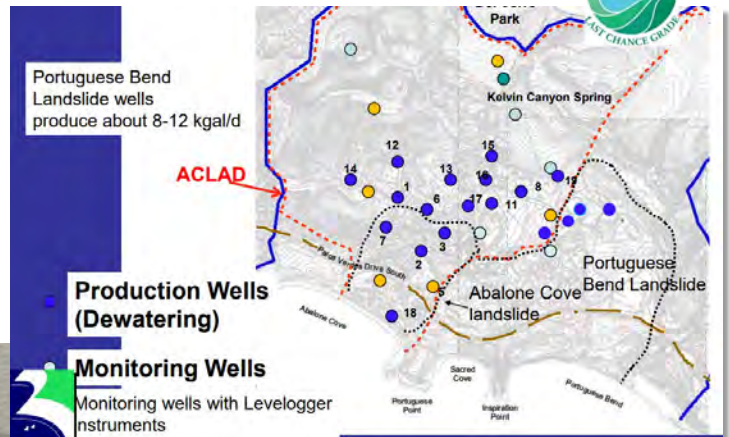 Park
LAST CHANCE GRADE
Portuguese Bend
Landslide wells
produce about 8-12 kgal/d
Kelvin Canyon Spring
ACLAD
12
15
14
13
16
19
1
8
6
17
11
7
3
2
5
18
Palos Verdes Drive South
Abalone Cove
Abalone Cove
landslide
Portuguese
Bend Landslide
Production Wells
(Dewatering)
Monitoring Wells
Monitoring wells with Levelogger
nstruments
Sacred
Cove
Portuguese
Point
Inspiration
Point
Portuguese Bend